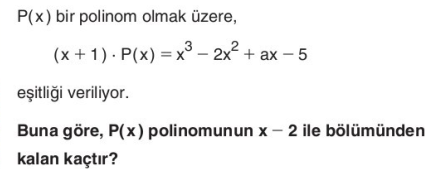 P(x) bir polinom olmak üzere,
(x + 1) · P(x) = x³ − 2x² + ax − 5
eşitliği veriliyor.
Buna göre, P(x) polinomunun x − 2 ile bölümünden
kalan kaçtır?